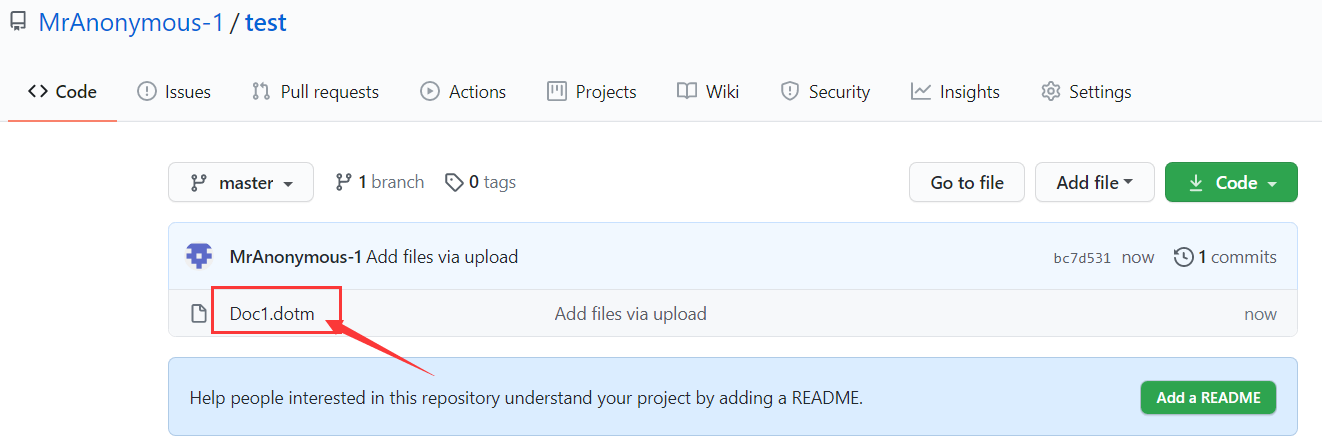 MrAnonymous-1 / test
Code Issues Pull requests Actions Projects Wiki Security Insights Settings
master 1 branch 0 tags Go to file Add file Code
MrAnonymous-1 Add files via upload bc7d531 now 1 commits
Doc1.dotm Add files via upload now
Help people interested in this repository understand your project by adding a README. Add a README